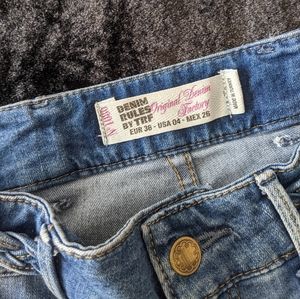 DENIM
RULES
BY TRF
Original Denim
Factory
EUR 36 - USA 04 - MEX 26